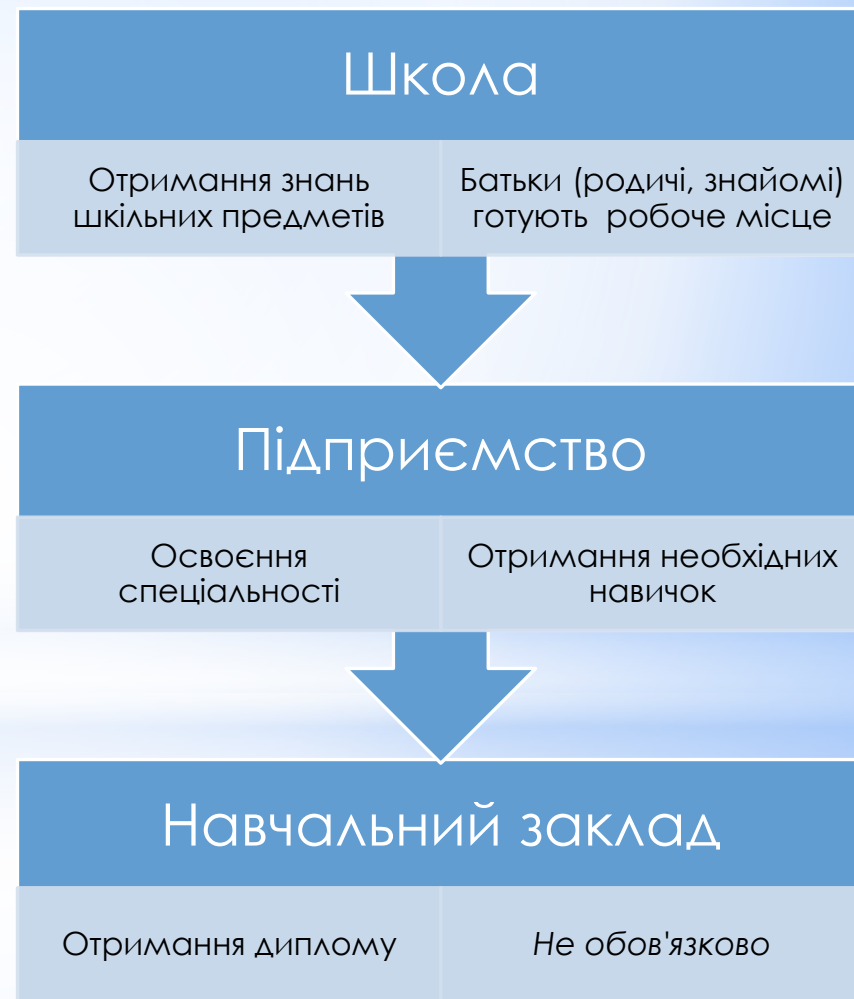 Школа
Отримання знань
шкільних предметів
Батьки (родичі, знайомі)
готують робоче місце
Підприємство
Освоєння
спеціальності
Отримання необхідних
навичок
Навчальний заклад
Отримання диплому
Не обов'язково